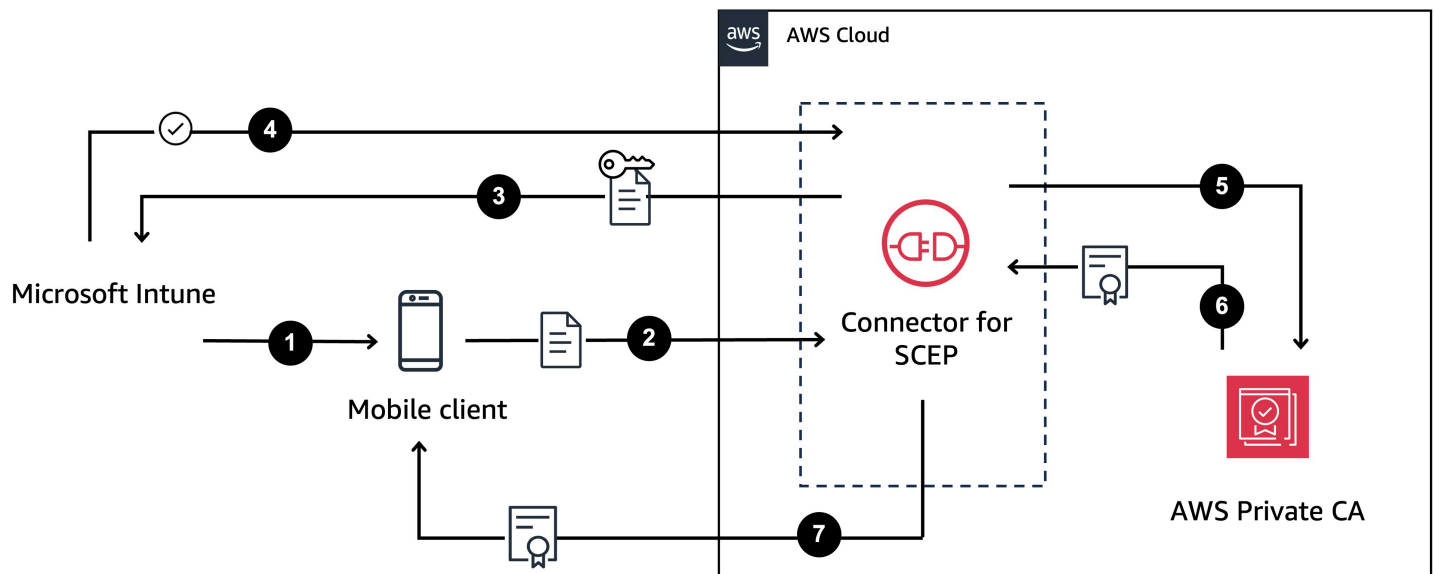 aws
AWS Cloud
4
3
5
Microsoft Intune
6
1
2
Connector for
SCEP
Mobile client
AWS Private CA
7